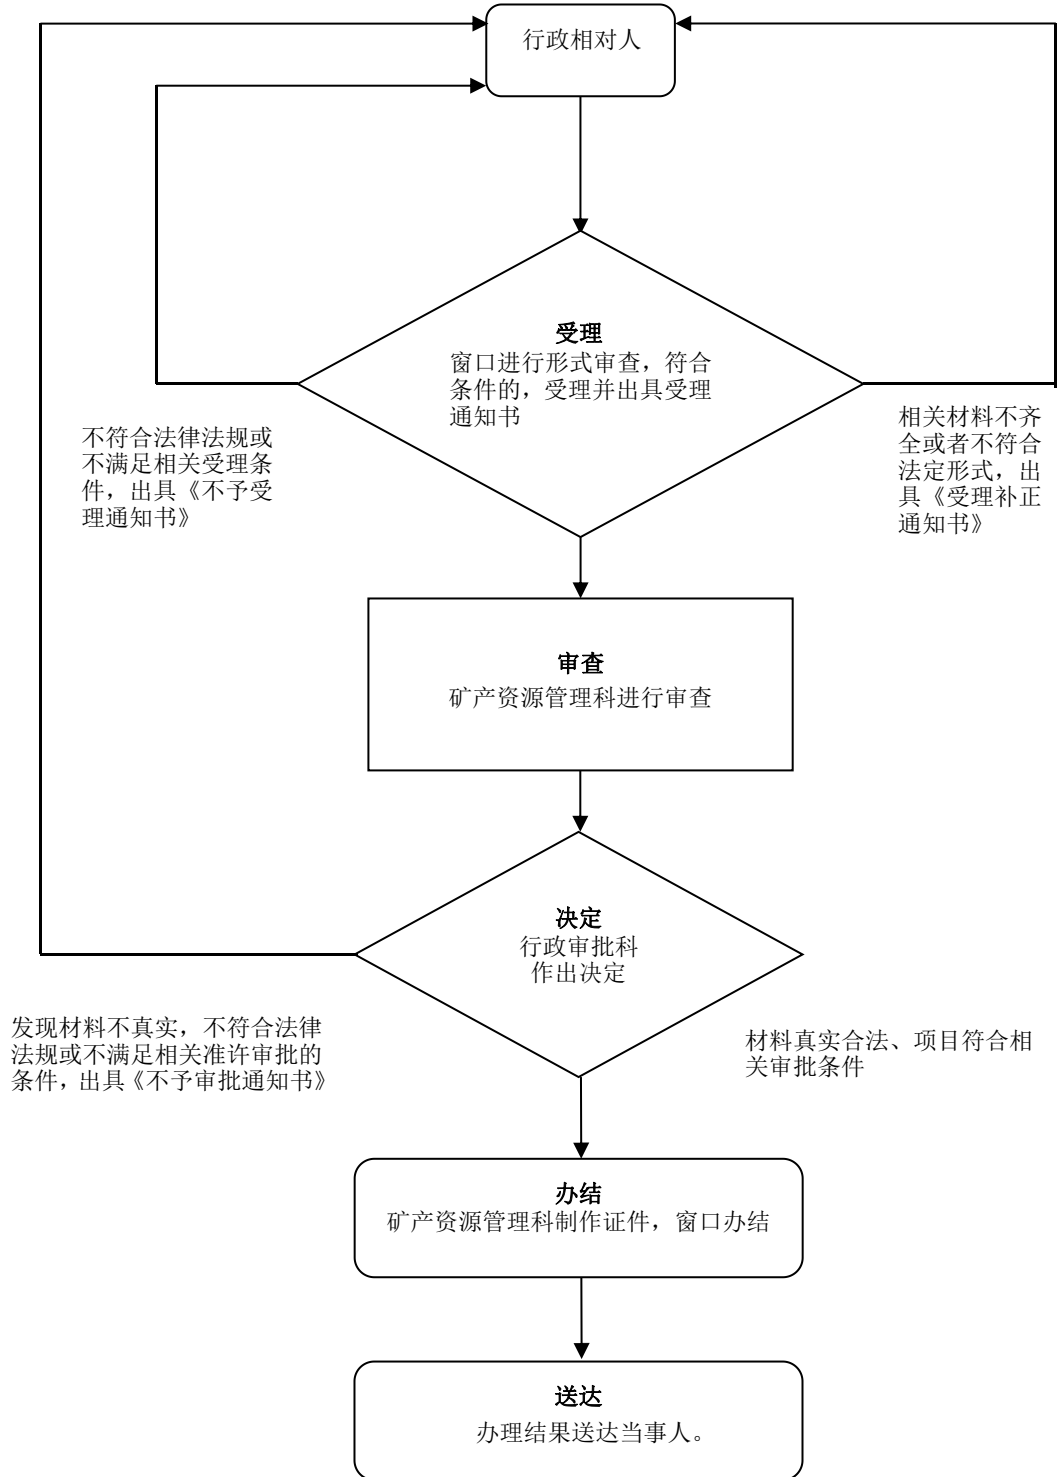 行政相对人
受理
窗口进行形式审查，符合
条件的，受理并出具受理
通知书
不符合法律法规或
不满足相关受理条
件，出具《不予受
理通知书》
相关材料不齐
全或者不符合
法定形式，出
具《受理补正
通知书》
审查
矿产资源管理科进行审查
决定
行政审批科
作出决定
发现材料不真实，不符合法律
法规或不满足相关准许审批的
条件，出具《不予审批通知书》
材料真实合法、项目符合相
关审批条件
办结
矿产资源管理科制作证件，窗口办结
送达
办理结果送达当事人。